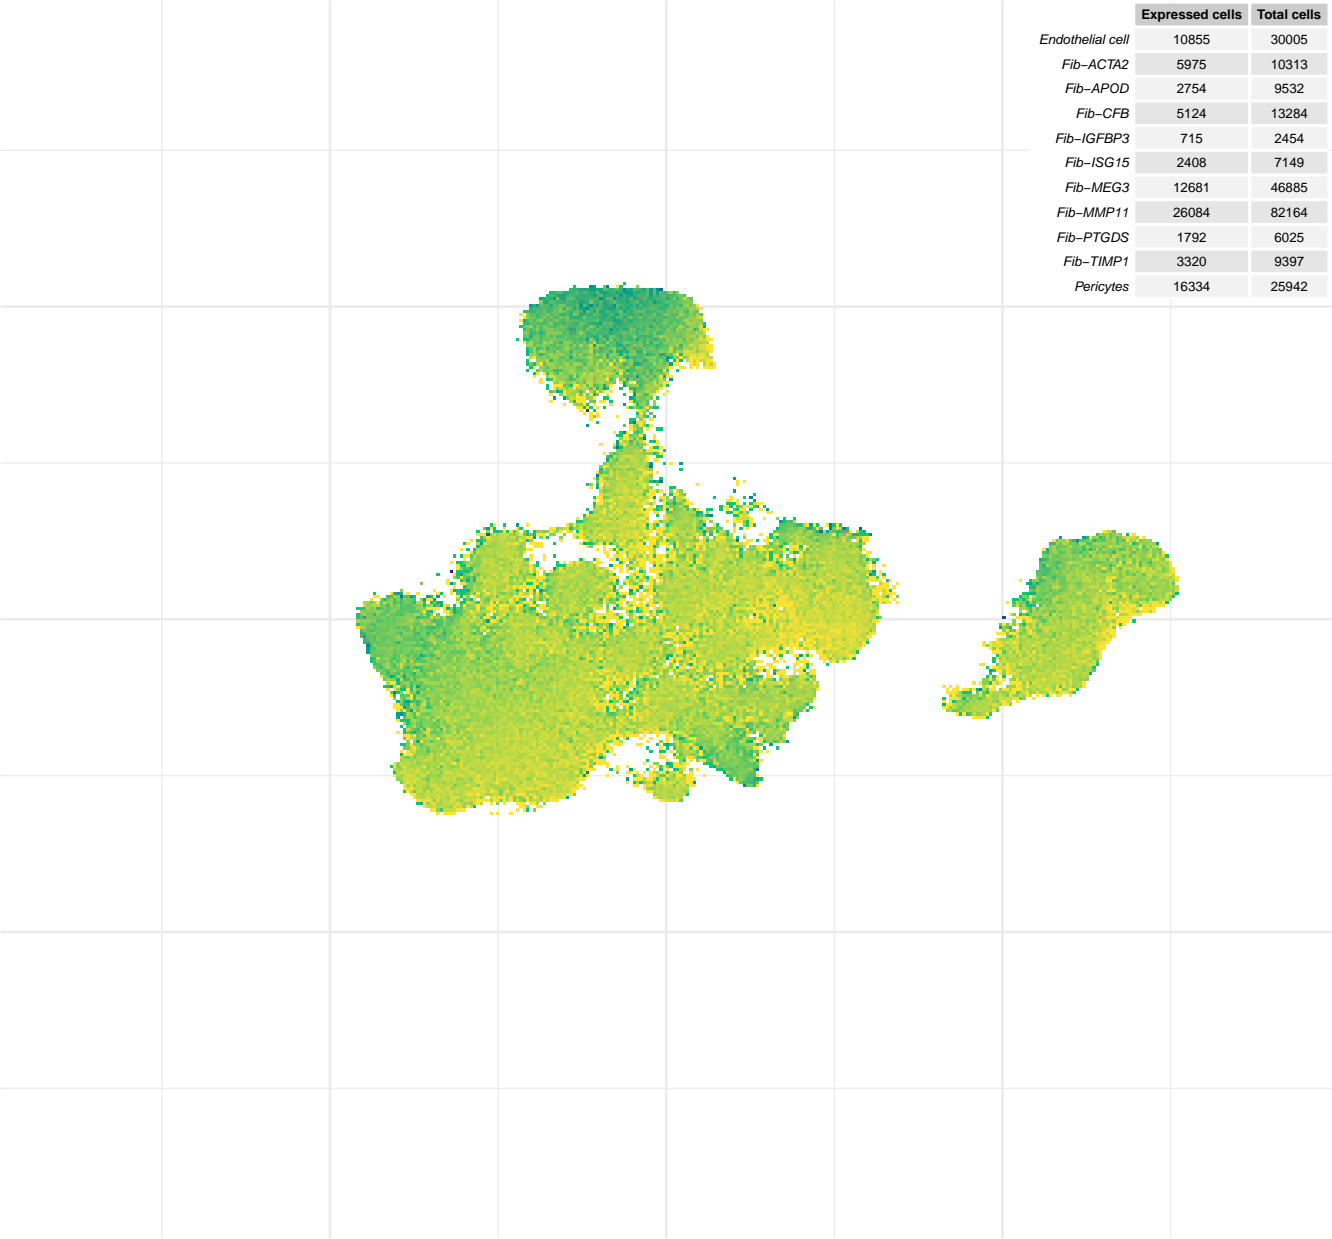 Expressed cells Total cells
Endothelial cell 10855 30005
Fib−ACTA2 5975 10313
Fib−APOD 2754 9532
Fib−CFB 5124 13284
Fib−IGFBP3 715 2454
Fib−ISG15 2408 7149
Fib−MEG3 12681 46885
Fib−MMP11 26084 82164
Fib−PTGDS 1792 6025
Fib−TIMP1 3320 9397
Pericytes 16334 25942